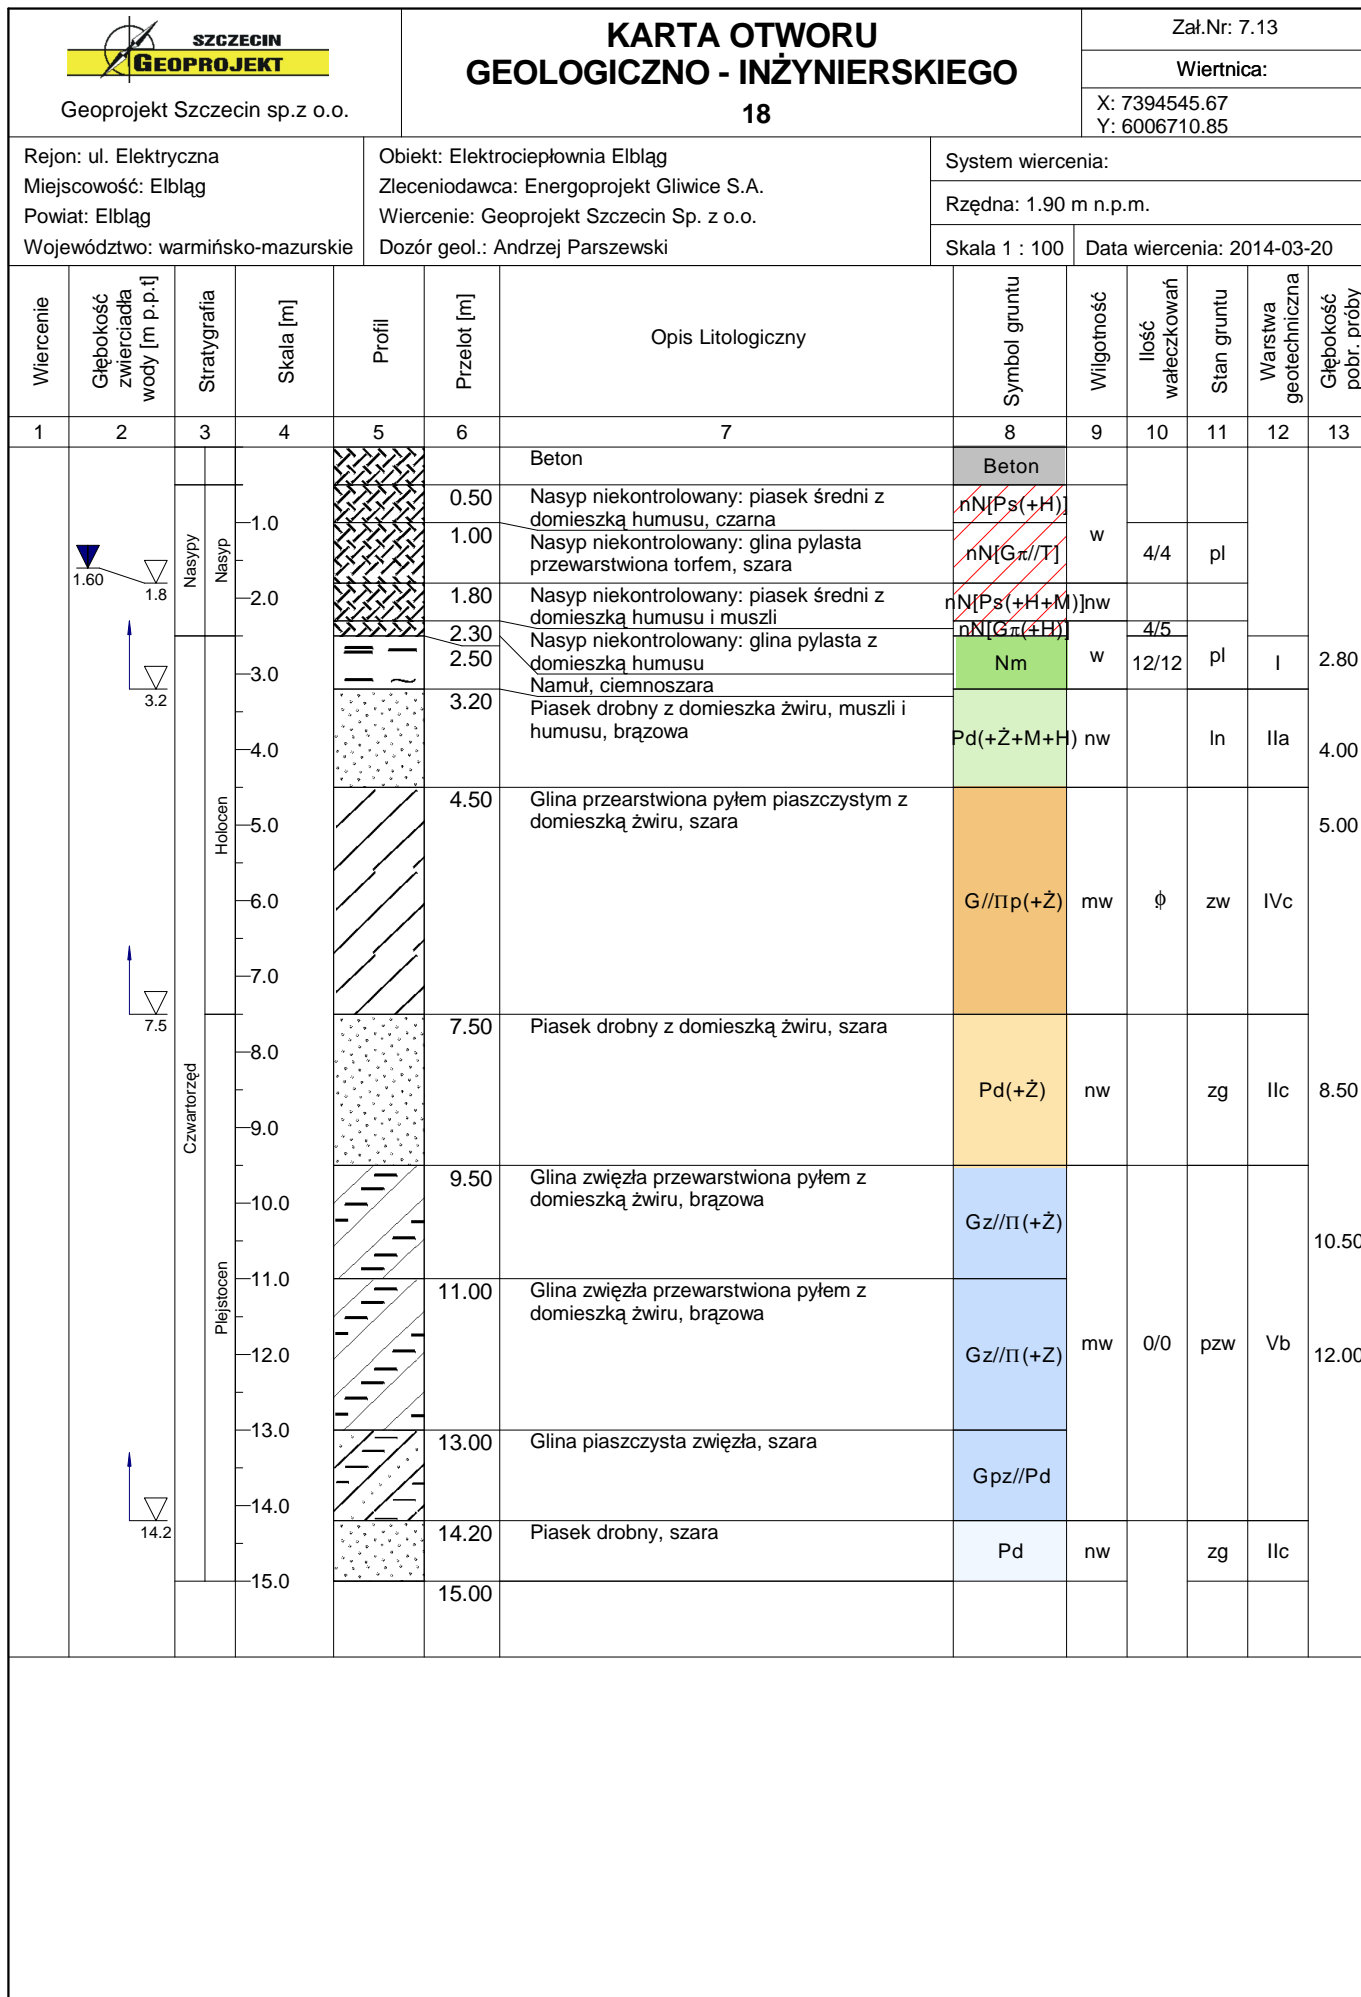 SZCZECIN
GEOPROJEKT
Geoprojekt Szczecin sp.z o.o.
KARTA OTWORU
GEOLOGICZNO - INŻYNIERSKIEGO
18
Zał.Nr: 7.13
Wiertnica:
X: 7394545.67
Y: 6006710.85
Rejon: ul. Elektryczna
Miejscowość: Elbląg
Powiat: Elbląg
Województwo: warmińsko-mazurskie
Obiekt: Elektrociepłownia Elbląg
Zleceniodawca: Energoprojekt Gliwice S.A.
Wiercenie: Geoprojekt Szczecin Sp. z o.o.
Dozór geol.: Andrzej Parszewski
System wiercenia:
Rzędna: 1.90 m n.p.m.
Skala 1 : 100
Data wiercenia: 2014-03-20
Wiercenie
Głębokość
zwierciadła
wody [m p.p.t]
Stratygrafia
Skala [m]
Profil
Przelot [m]
Opis Litologiczny
Symbol gruntu
Wilgotność
Ilość
wałeczkowań
Stan gruntu
Warstwa
geotechniczna
Głębokość
pobr. próby
1 2 3 4 5 6 7 8 9 10 11 12 13
Beton
Beton
0.50 Nasyp niekontrolowany: piasek średni z
domieszką humusu, czarna
nN[Ps(+H)]
1.0
w
1.00 Nasyp niekontrolowany: glina pylasta
przewarstwiona torfem, szara
nN[Gπ//T] 4/4 pl
Nasypy
Nasyp
1.60
1.8
1.80 Nasyp niekontrolowany: piasek średni z
domieszką humusu i muszli
nN[Ps(+H+M)] nw
2.0
2.30 Nasyp niekontrolowany: glina pylasta z
domieszką humusu
nN[Gπ(+H)] 4/5
2.50 Namuł, ciemnoszara
Nm w 12/12 pl I 2.80
3.0
3.2
3.20 Piasek drobny z domieszka żwiru, muszli i
humusu, brązowa
Pd(+Ż+M+H) nw ln IIa 4.00
4.0
4.50 Glina przearstwiona pyłem piaszczystym z
domieszką żwiru, szara
5.0
5.00
Holocen
6.0
G//Πp(+Ż) mw ϕ zw IVc
7.0
7.5
7.50 Piasek drobny z domieszką żwiru, szara
8.0
Czwartorzęd
Pd(+Ż) nw zg IIc 8.50
9.0
9.50 Glina zwięzła przewarstwiona pyłem z
domieszką żwiru, brązowa
10.0
Gz//Π(+Ż)
10.50
11.0
11.00 Glina zwięzła przewarstwiona pyłem z
domieszką żwiru, brązowa
Plejstocen
12.0
Gz//Π(+Z) mw 0/0 pzw Vb 12.00
13.0
13.00 Glina piaszczysta zwięzła, szara
Gpz//Pd
14.0
14.2
14.20 Piasek drobny, szara
Pd nw zg IIc
15.0
15.00